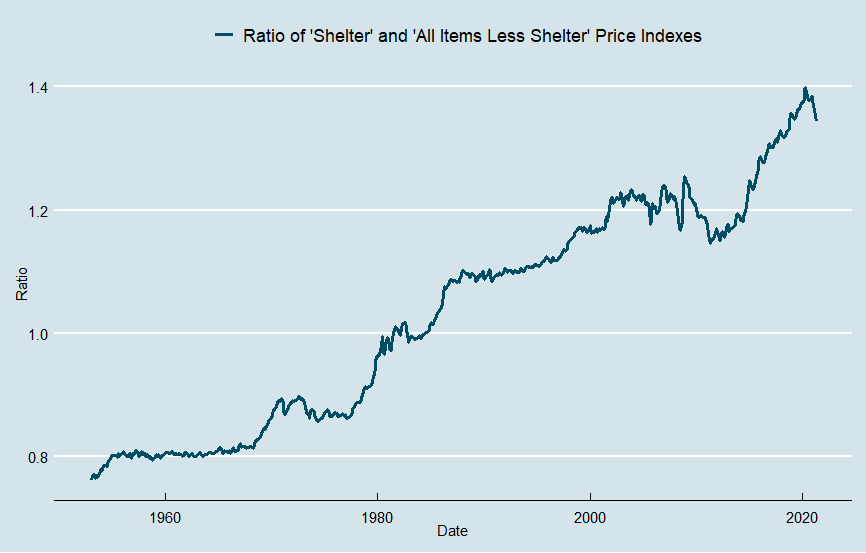 Ratio of 'Shelter' and 'All Items Less Shelter' Price Indexes
1.4
1.2
1.0
0.8
Ratio
1960
1980
2000
2020
Date